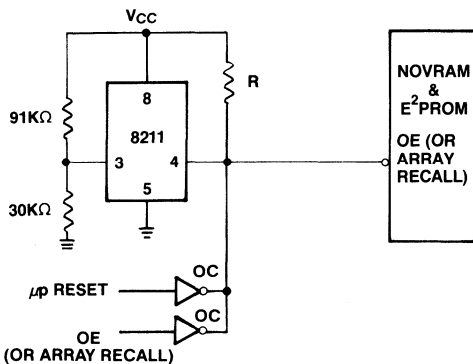 VCC
8
R
91KΩ
8211
3
4
30KΩ
5
NOVRAM
&
E²PROM
OE (OR
ARRAY
RECALL)
OC
μp RESET
OC
OE
(OR ARRAY RECALL)